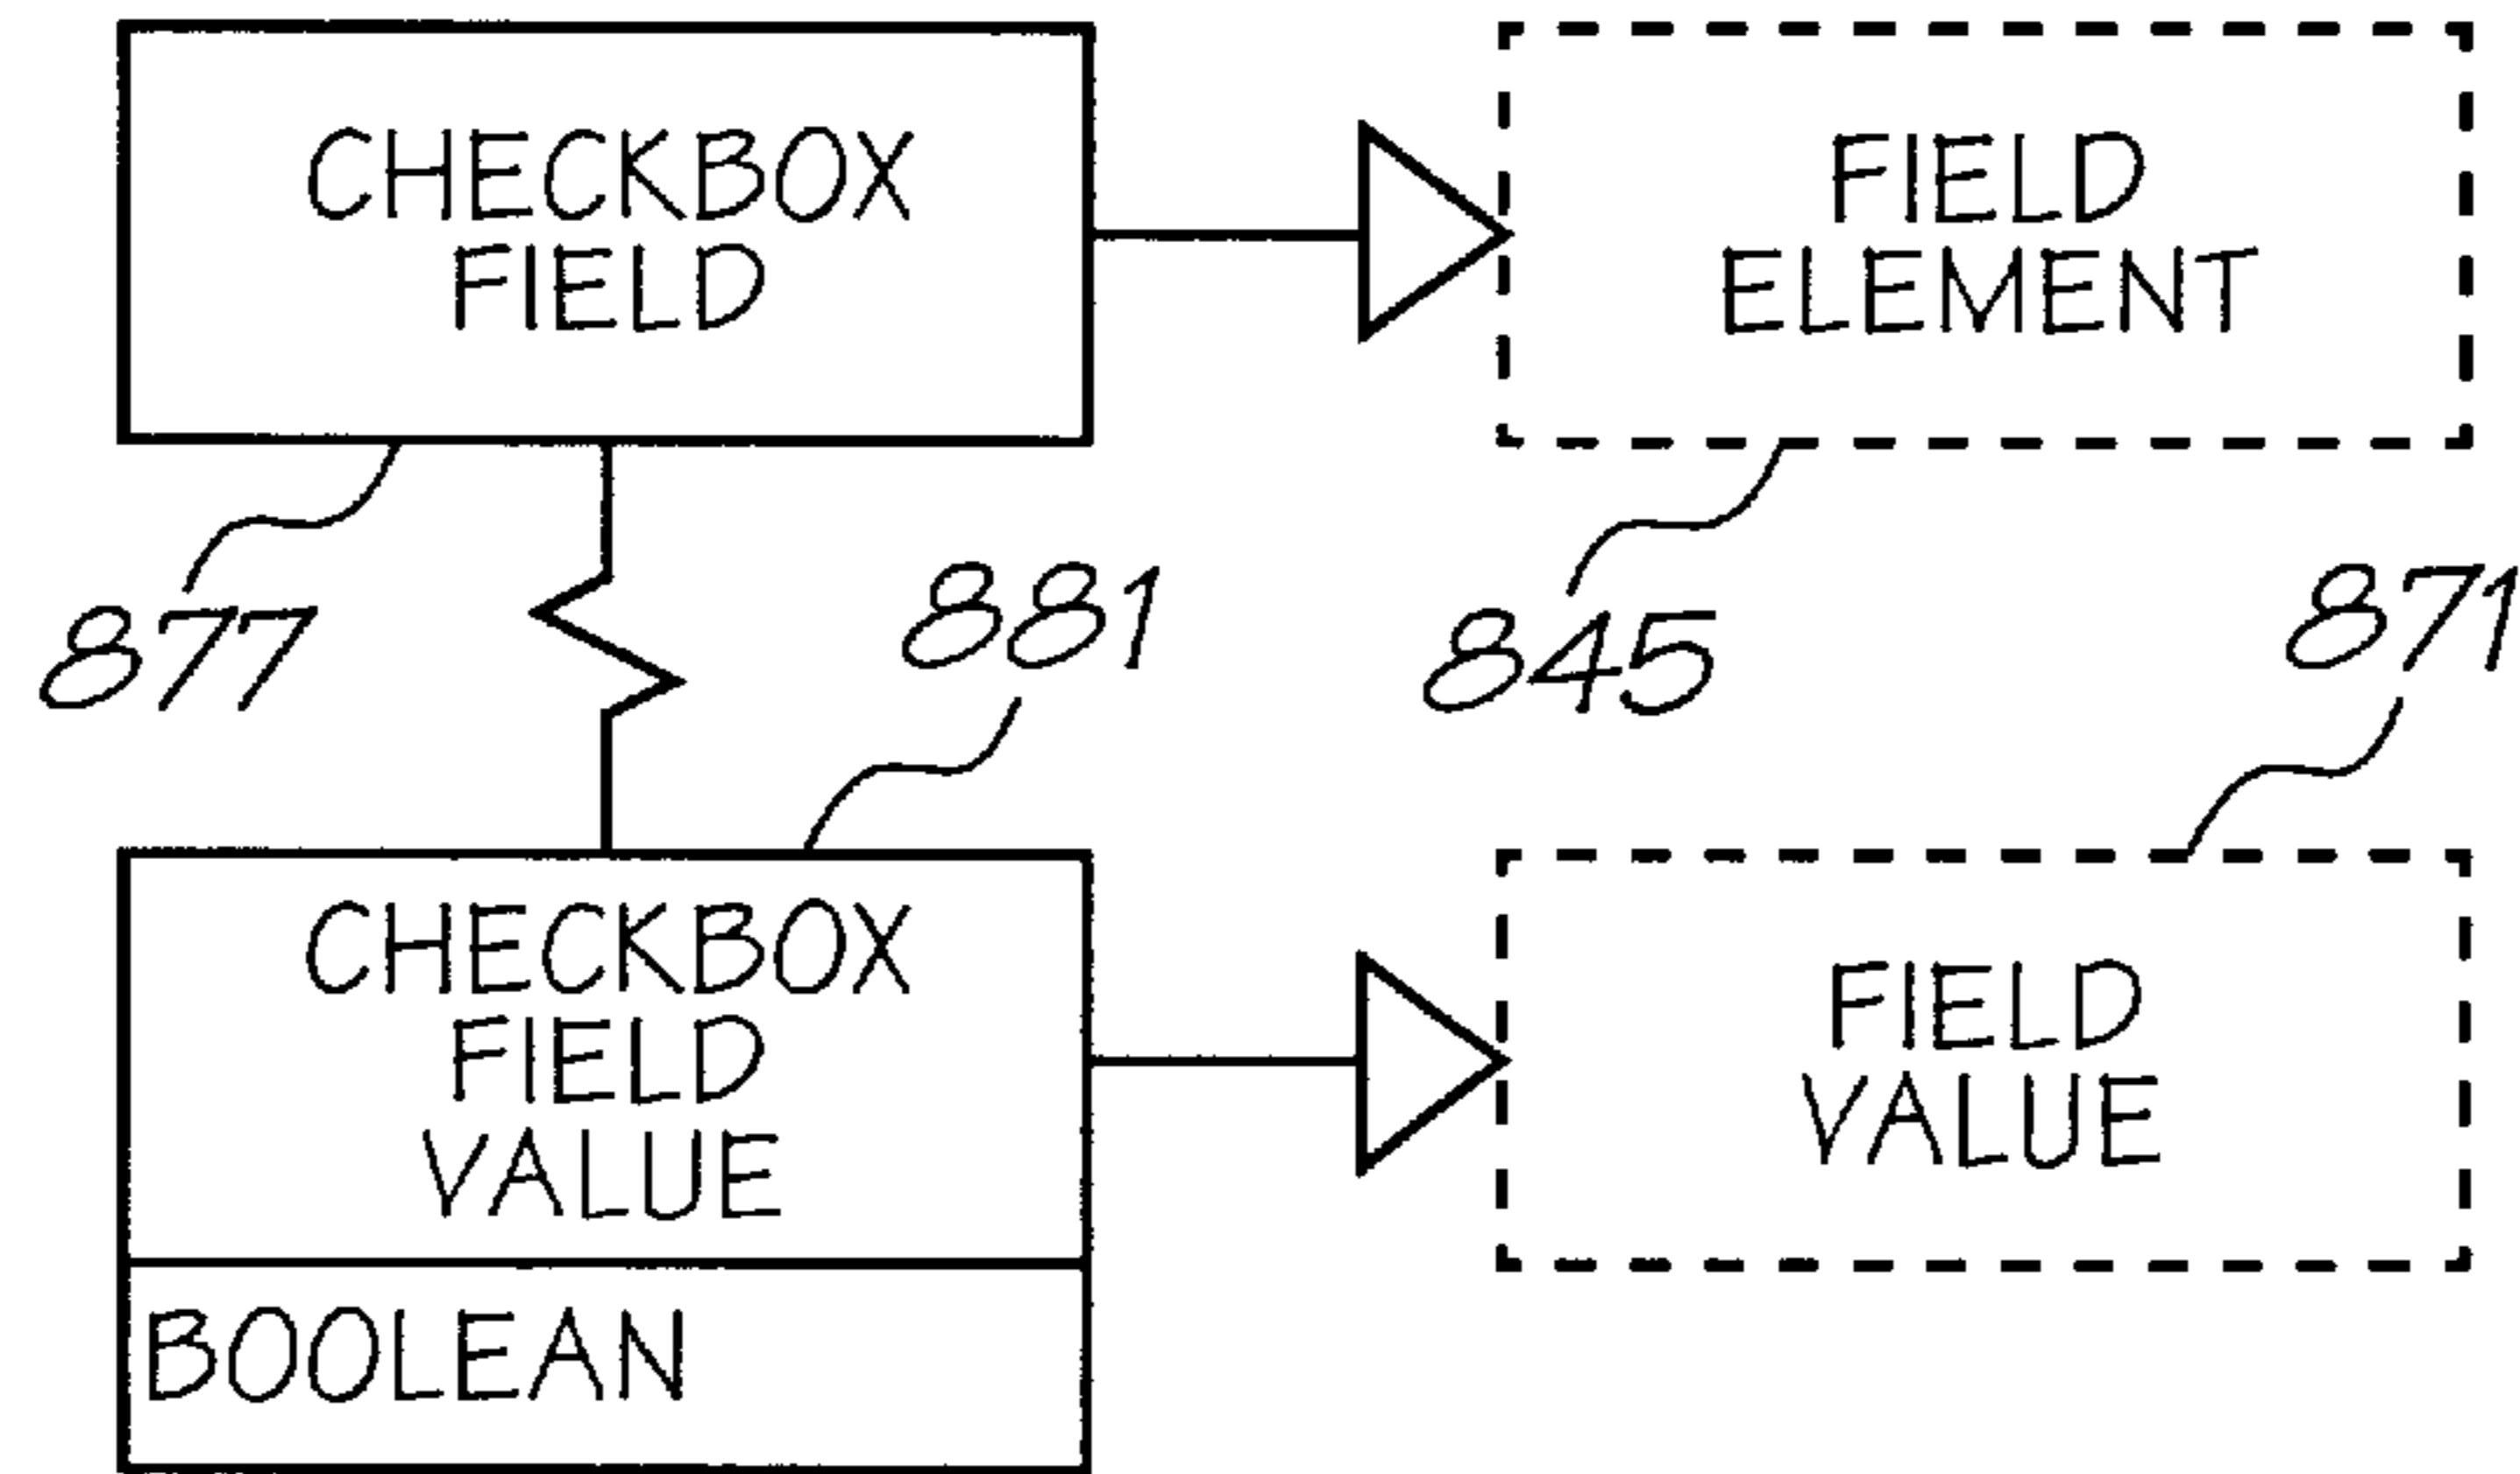 CHECKBOX
FIELD
FIELD
ELEMENT
877
881
845
871
CHECKBOX
FIELD
VALUE
FIELD
VALUE
BOOLEAN